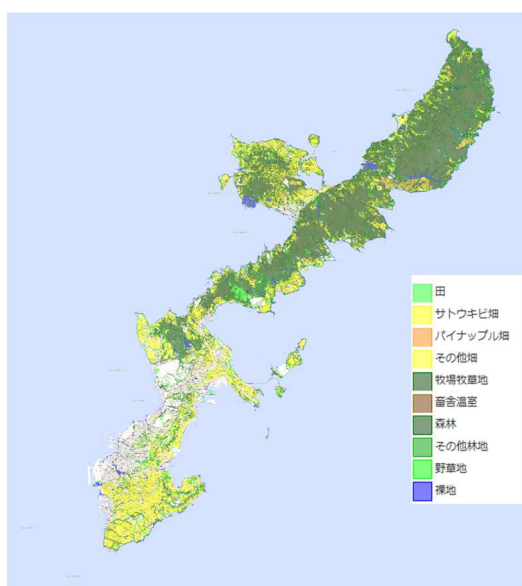 田
サトウキビ畑
パイナップル畑
その他畑
牧場牧草地
畜舎温室
森林
その他林地
野草地
裸地